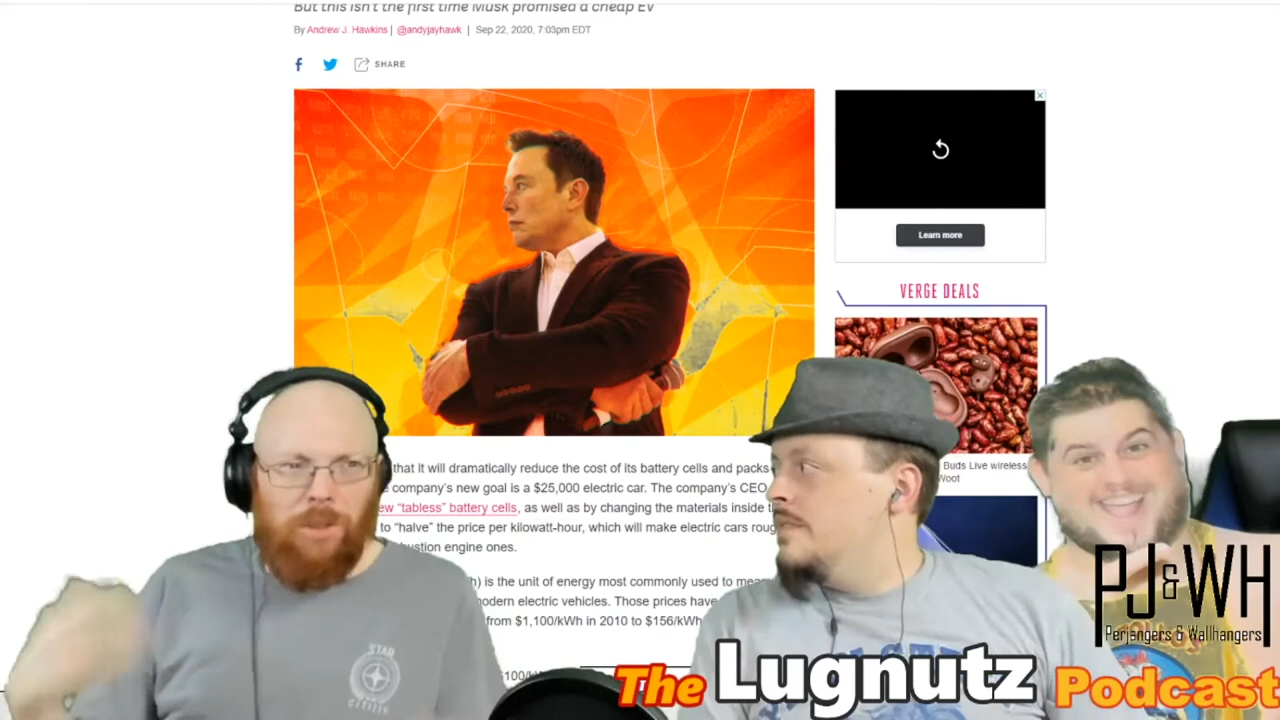 But this isn't the first time Musk promised a cheap EV
By Andrew J. Hawkins | @andyjayhawk | Sep 22, 2020, 7:03pm EDT
SHARE
Learn more
VERGE DEALS
Buds Live wireless
Woot
that it will dramatically reduce the cost of its battery cells and packs
company's new goal is a $25,000 electric car. The company's CEO
"tabless" battery cells, as well as by changing the materials inside
to "halve" the price per kilowatt-hour, which will make electric cars
engine ones.
h) is the unit of energy most commonly used to
modern electric vehicles. Those prices have
from $1,100/kWh in 2010 to $156/kWh
PJ&WH
Perjangers & Wallhangers
STAR
CITIZEN
The Lugnutz Podcast